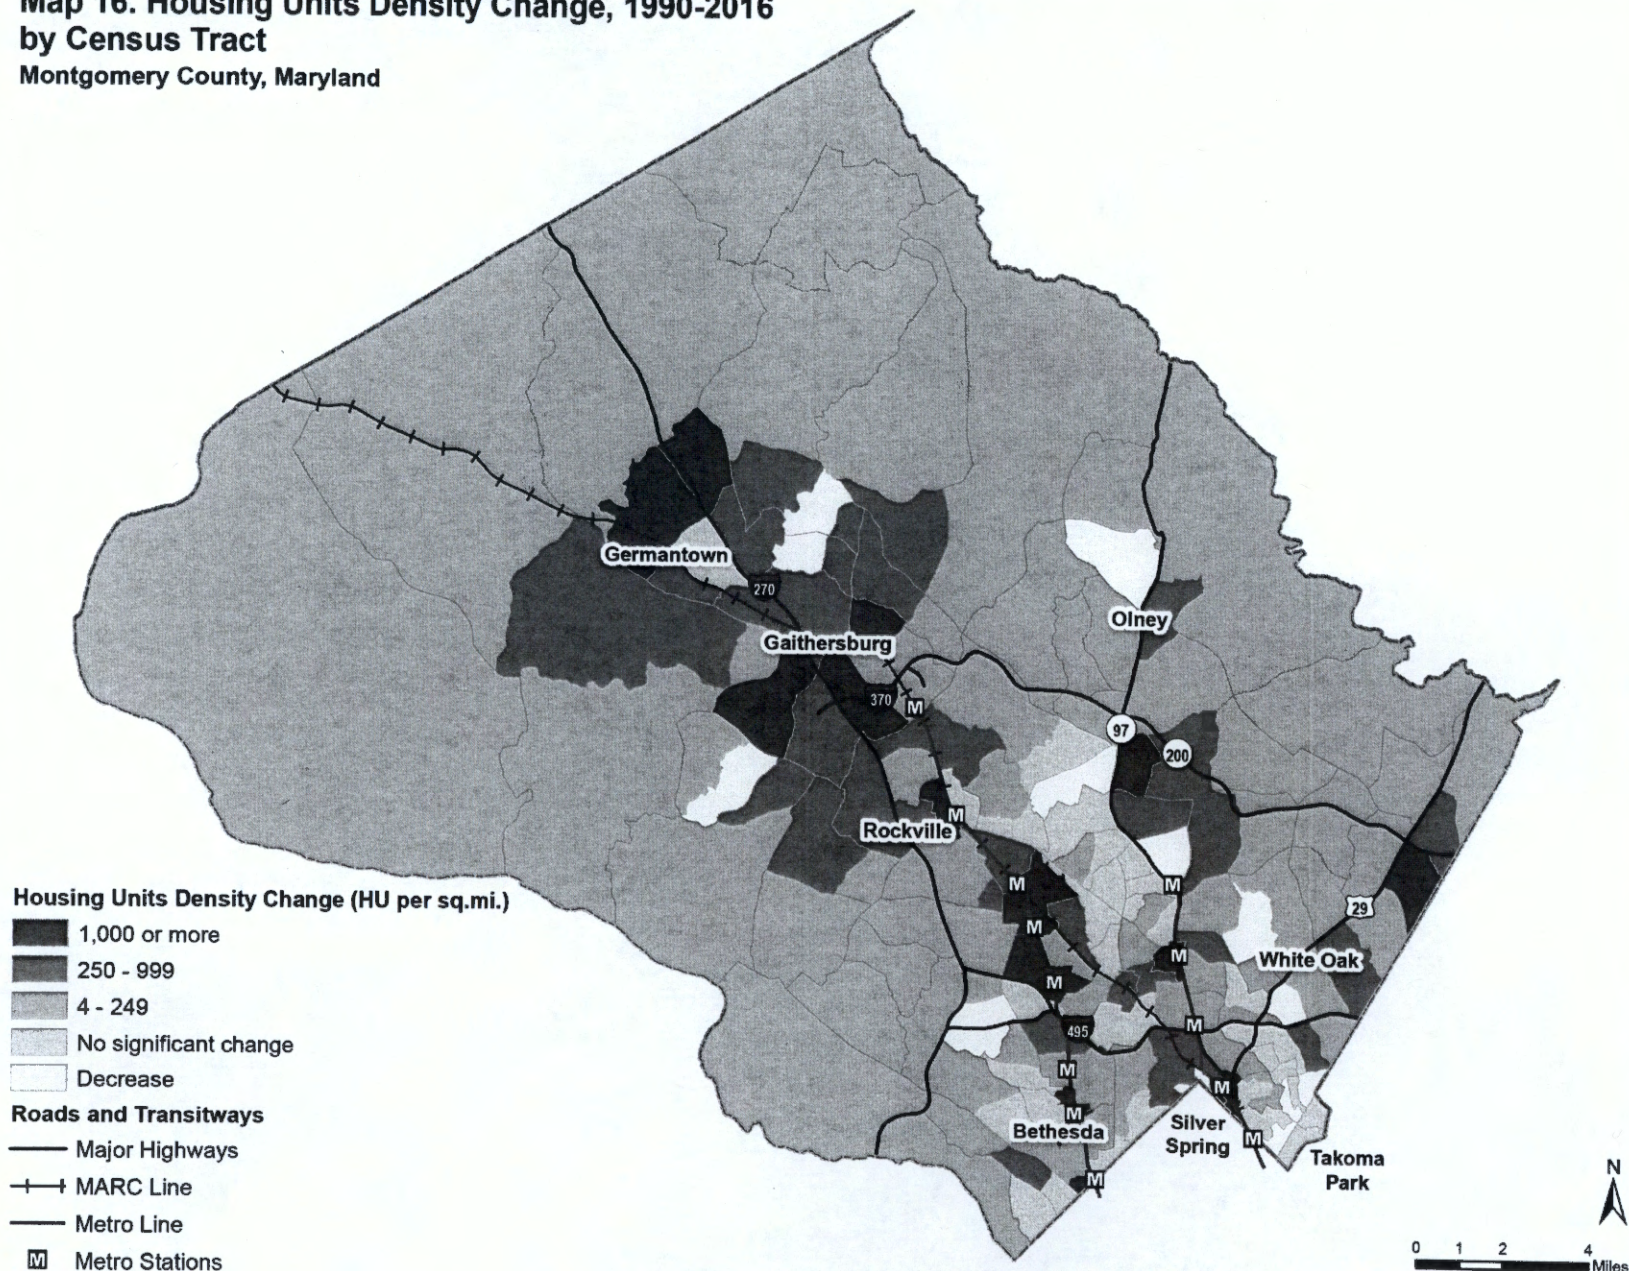 Map 16. Housing Units Density Change, 1990-2016
by Census Tract
Montgomery County, Maryland
Germantown
270
Gaithersburg
370
M
Olney
97
200
Rockville
M
M
M
M
29
White Oak
M
M
495
M
M
M
M
Bethesda
Silver
Spring
M
Takoma
Park
M
Housing Units Density Change (HU per sq.mi.)
1,000 or more
250 - 999
4 - 249
No significant change
Decrease
Roads and Transitways
Major Highways
MARC Line
Metro Line
M Metro Stations
N
0 1 2 4
Miles